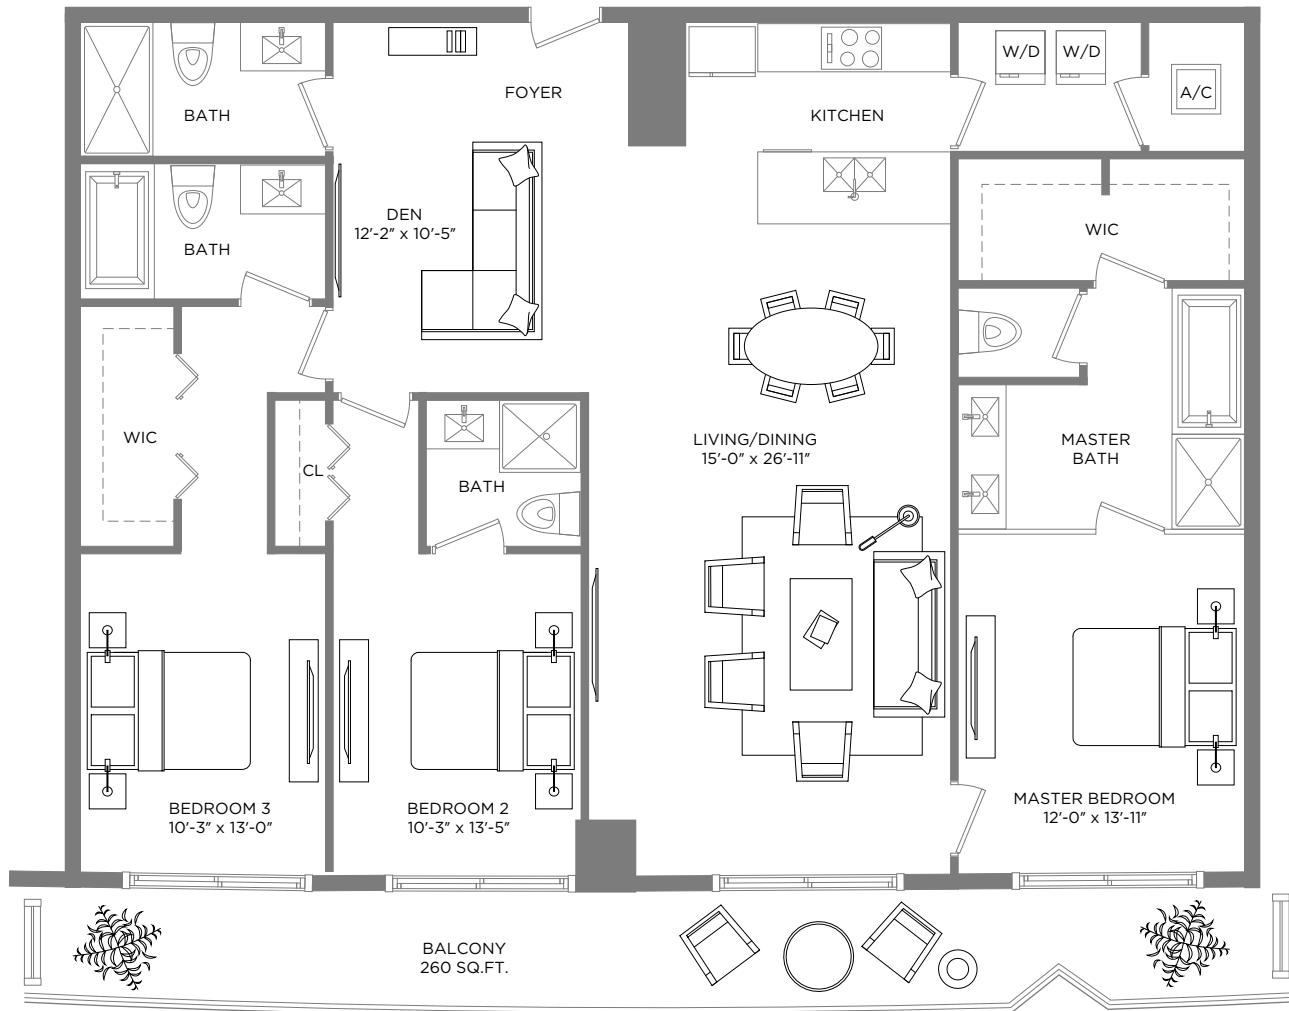 W/D
W/D
A/C
FOYER
BATH
KITCHEN
DEN
12'-2" x 10'-5"
BATH
WIC
WIC
CL
LIVING/DINING
15'-0" x 26'-11"
MASTER
BATH
BATH
BEDROOM 3
10'-3" x 13'-0"
BEDROOM 2
10'-3" x 13'-5"
MASTER BEDROOM
12'-0" x 13'-11"
BALCONY
260 SQ.FT.